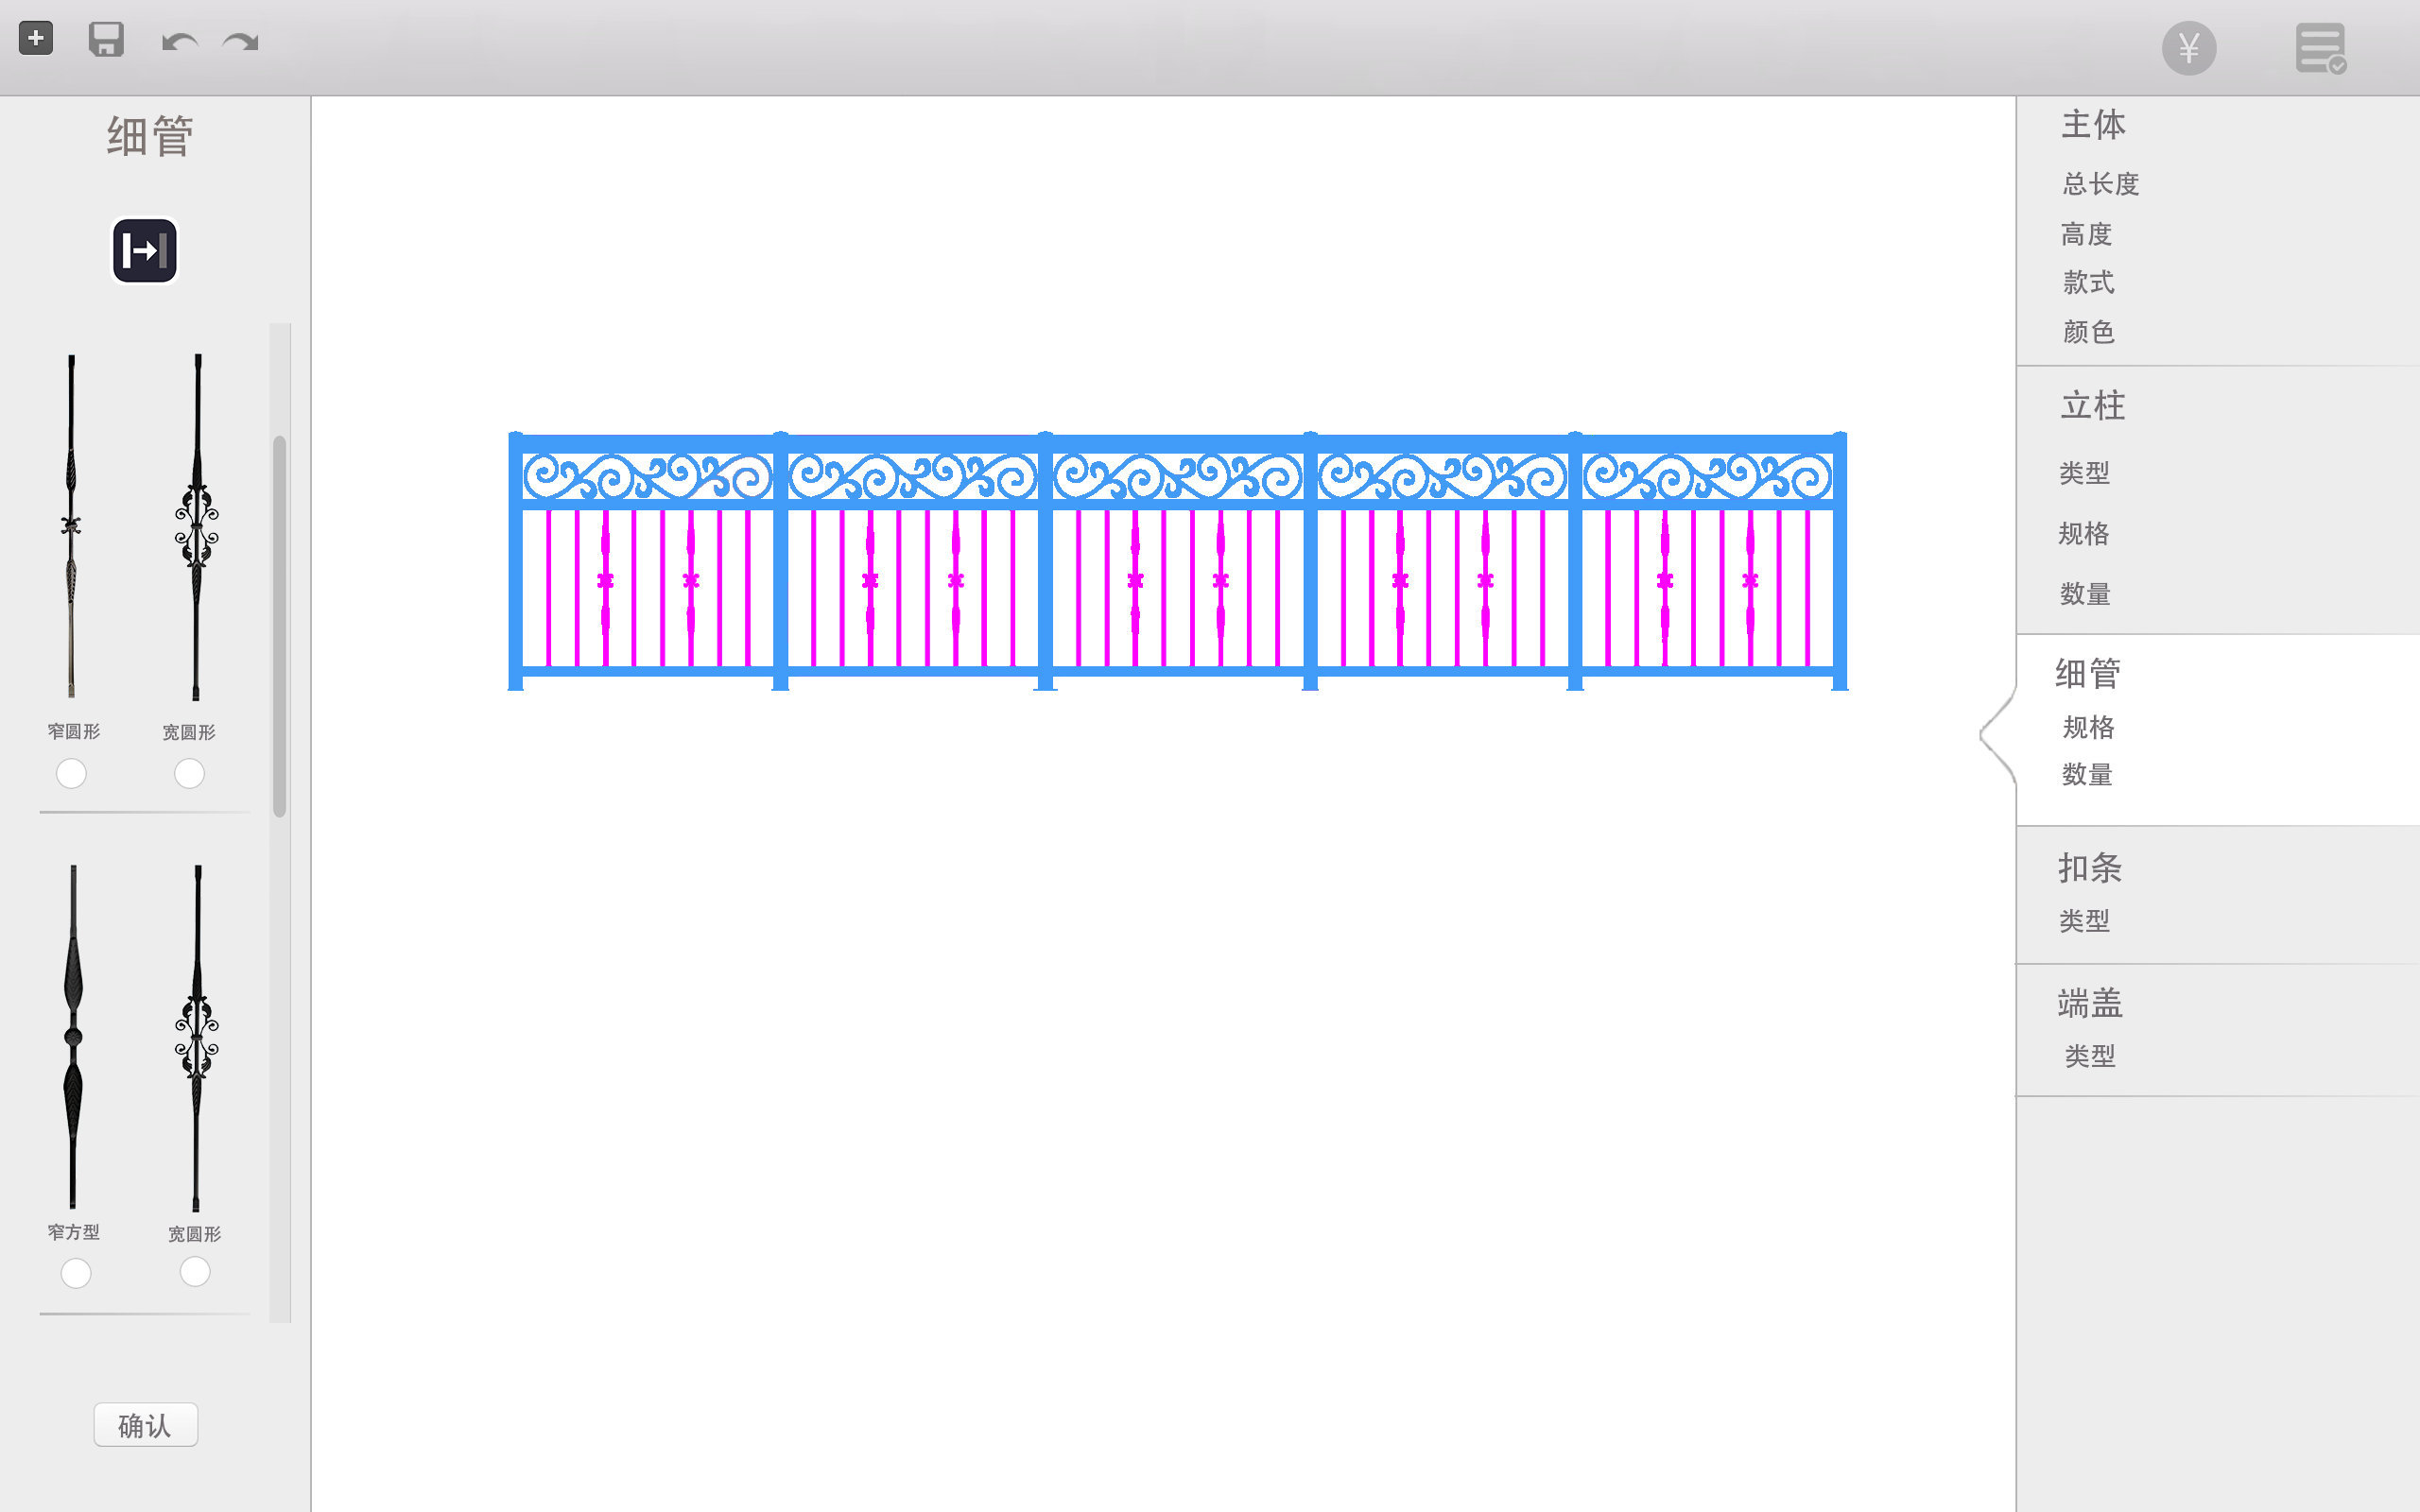 ¥
细管
窄圆形
宽圆形
窄方型
宽圆形
确认
主体
总长度
高度
款式
颜色
立柱
类型
规格
数量
细管
规格
数量
扣条
类型
端盖
类型